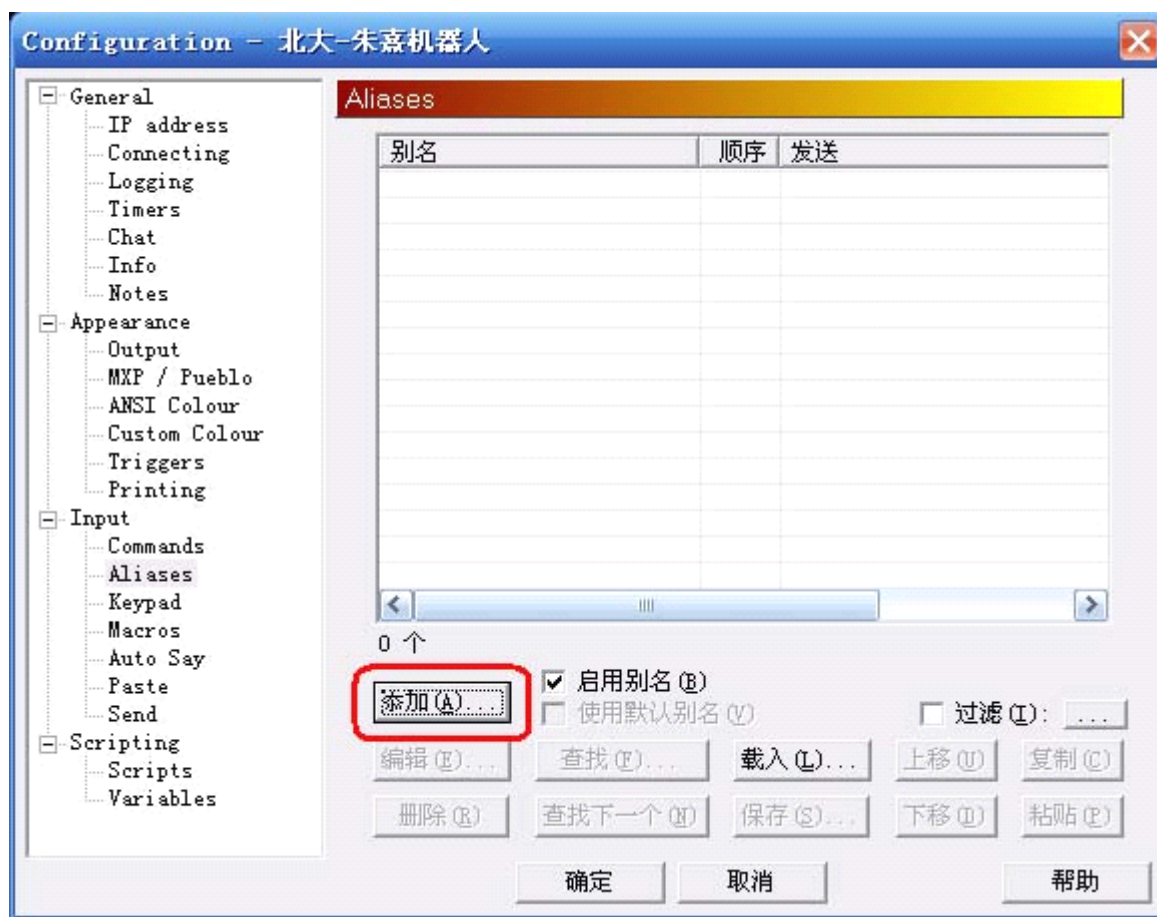 Configuration - 北大-朱熹机器人
General
IP address
Connecting
Logging
Timers
Chat
Info
Notes
Appearance
Output
MXP / Pueblo
ANSI Colour
Custom Colour
Triggers
Printing
Input
Commands
Aliases
Keypad
Macros
Auto Say
Paste
Send
Scripting
Scripts
Variables
Aliases
别名 顺序 发送
0 个
添加(A)... 启用别名(B)
使用默认别名(V) 过滤(I): ...
编辑(E)... 查找(F)... 载入(L)... 上移(U) 复制(C)
删除(R) 查找下一个(N) 保存(S)... 下移(D) 粘贴(P)
确定 取消 帮助